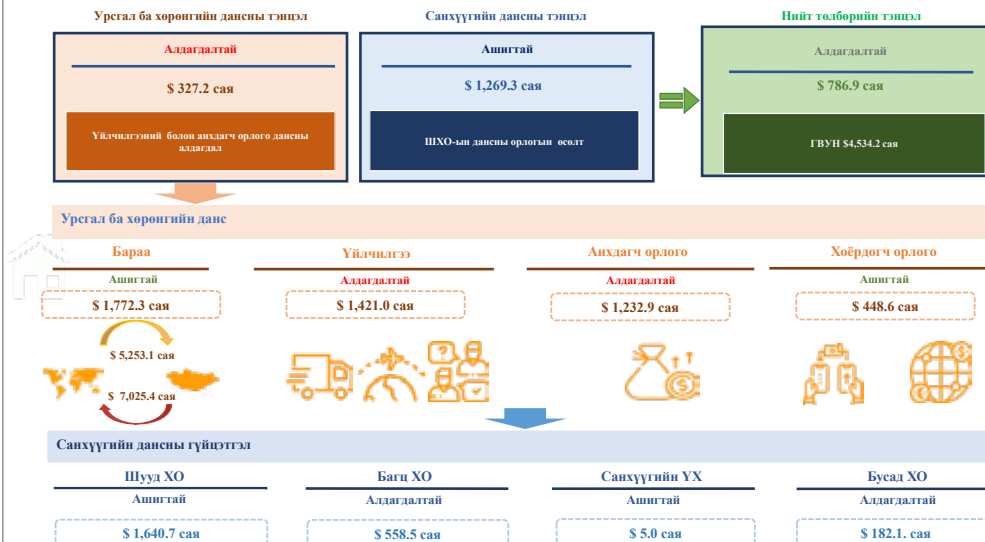 Урсгал ба хөрөнгийн дансны тэнцэл
Санхүүгийн дансны тэнцэл
Нийт төлбөрийн тэнцэл
Алдагдалтай
Ашигтай
Алдагдалтай
$ 327.2 сая
$ 1,269.3 сая
$ 786.9 сая
Үйлчилгээний болон анхдагч орлого дансны
алдагдал
ШХО-ын дансны орлогын өсөлт
ГВУН $4,534.2 сая
Урсгал ба хөрөнгийн данс
Бараа
Үйлчилгээ
Анхдагч орлого
Хоёрдогч орлого
Ашигтай
Алдагдалтай
Алдагдалтай
Ашигтай
$ 1,772.3 сая
$ 1,421.0 сая
$ 1,232.9 сая
$ 448.6 сая
$ 5,253.1 сая
$ 7,025.4 сая
Санхүүгийн дансны гүйцэтгэл
Шууд ХО
Багц ХО
Санхүүгийн ҮХ
Бусад ХО
Ашигтай
Алдагдалтай
Ашигтай
Алдагдалтай
$ 1,640.7 сая
$ 558.5 сая
$ 5.0 сая
$ 182.1. сая